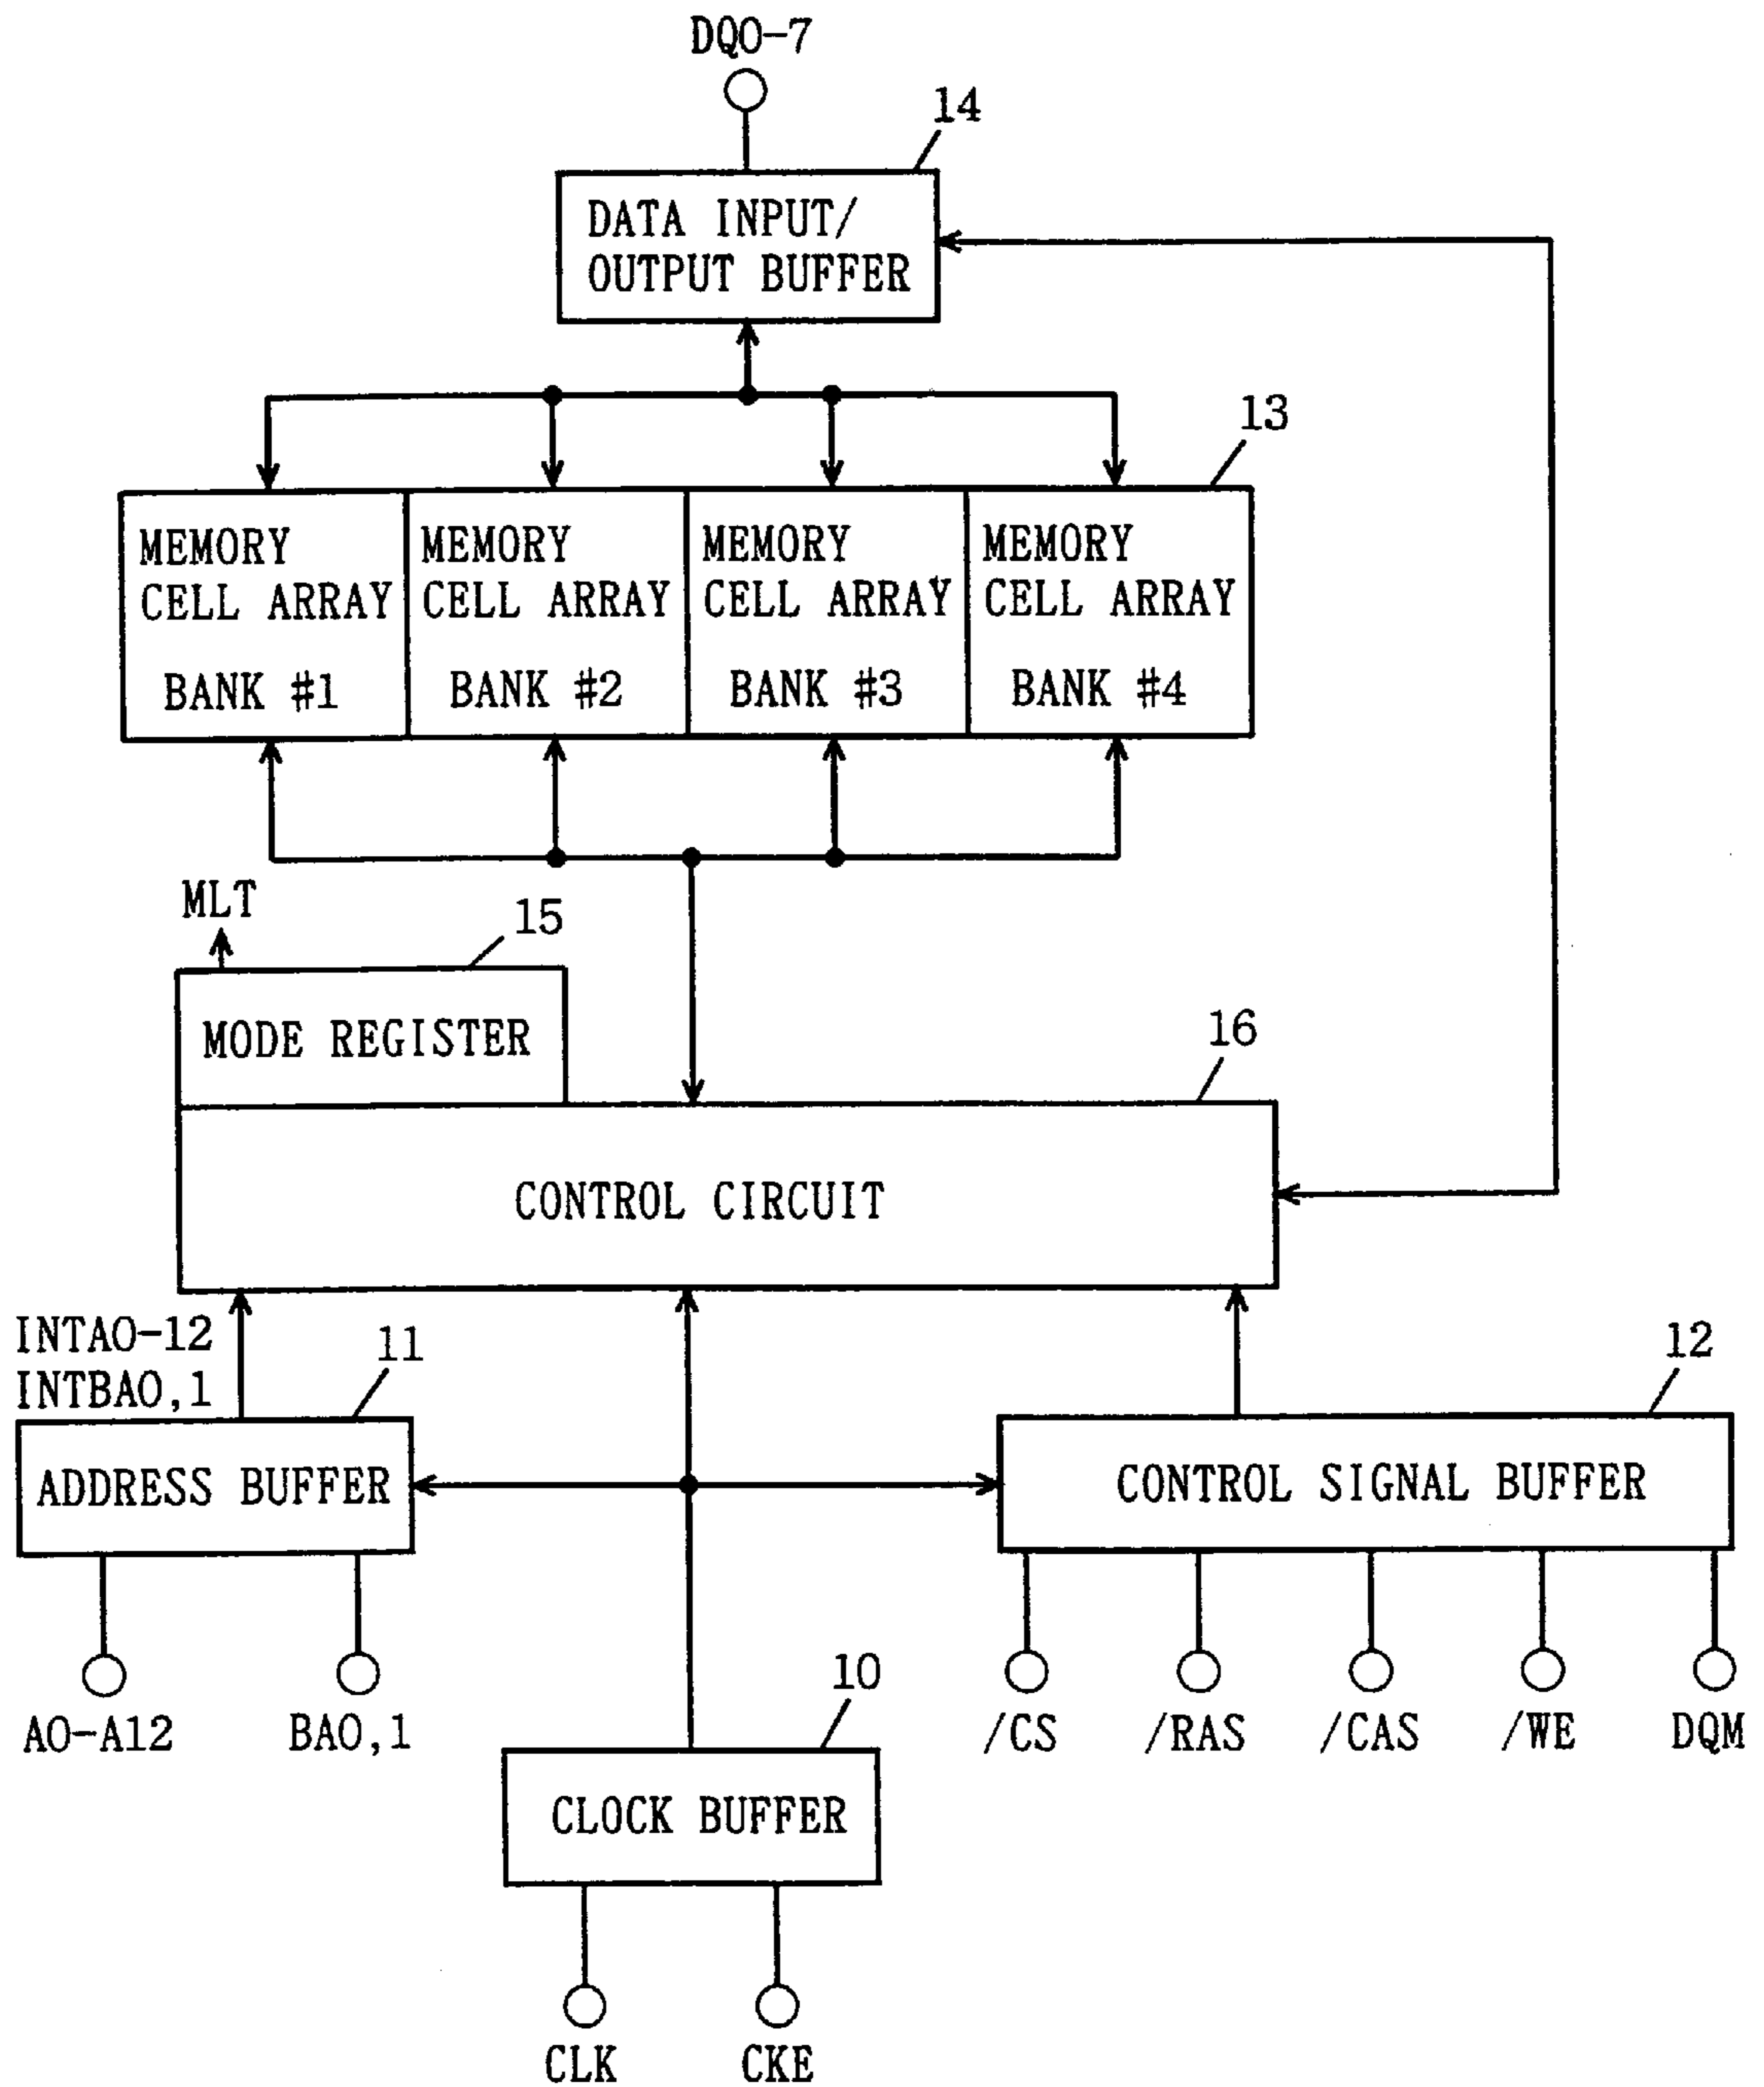 DQ0-7
14
DATA INPUT/
OUTPUT BUFFER
13
MEMORY
CELL ARRAY
BANK #1
MEMORY
CELL ARRAY
BANK #2
MEMORY
CELL ARRAY
BANK #3
MEMORY
CELL ARRAY
BANK #4
MLT
15
MODE REGISTER
16
CONTROL CIRCUIT
INTA0-12
INTBA0,1
11
12
ADDRESS BUFFER
CONTROL SIGNAL BUFFER
A0-A12
BA0,1
10
/CS
/RAS
/CAS
/WE
DQM
CLOCK BUFFER
CLK
CKE